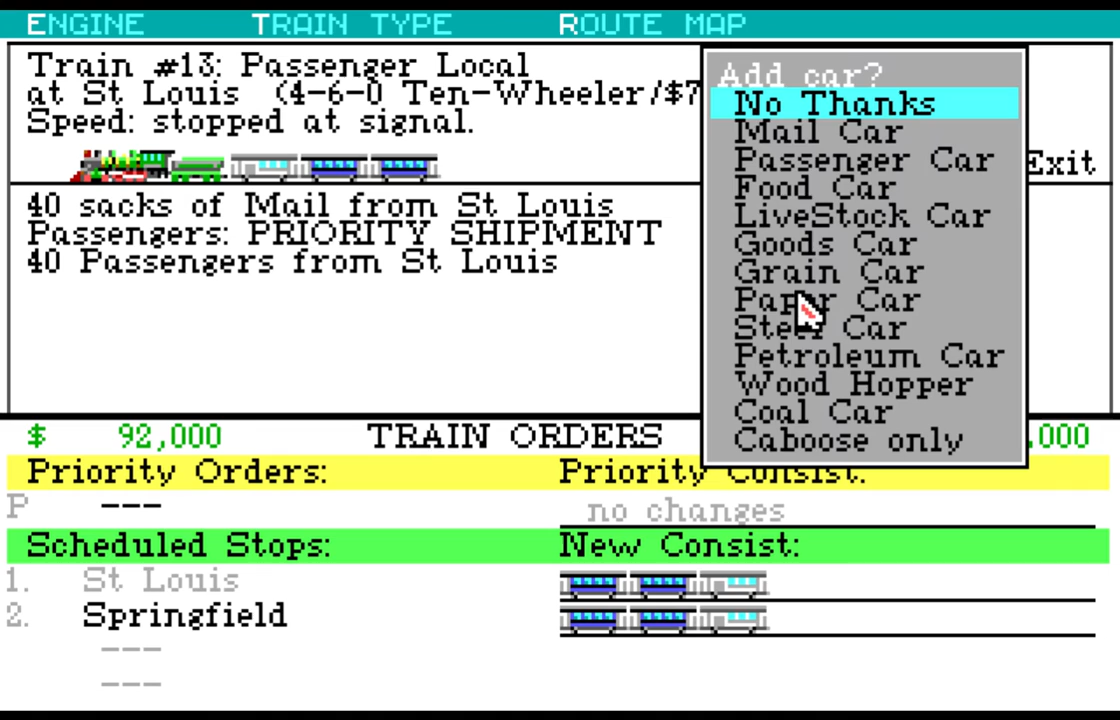 ENGINE TRAIN TYPE ROUTE MAP
Train #13: Passenger Local
at St Louis (4-6-0 Ten-Wheeler/$7
Speed: stopped at signal.
Exit
40 sacks of Mail from St Louis
Passengers: PRIORITY SHIPMENT
40 Passengers from St Louis
Add car?
No Thanks
Mail Car
Passenger Car
Food Car
LiveStock Car
Goods Car
Grain Car
Paper Car
Steel Car
Petroleum Car
Wood Hopper
Coal Car
Caboose only
$ 92,000 TRAIN ORDERS ,000
Priority Orders: Priority Consist:
P --- no changes
Scheduled Stops: New Consist:
1. St Louis
2. Springfield
---
---